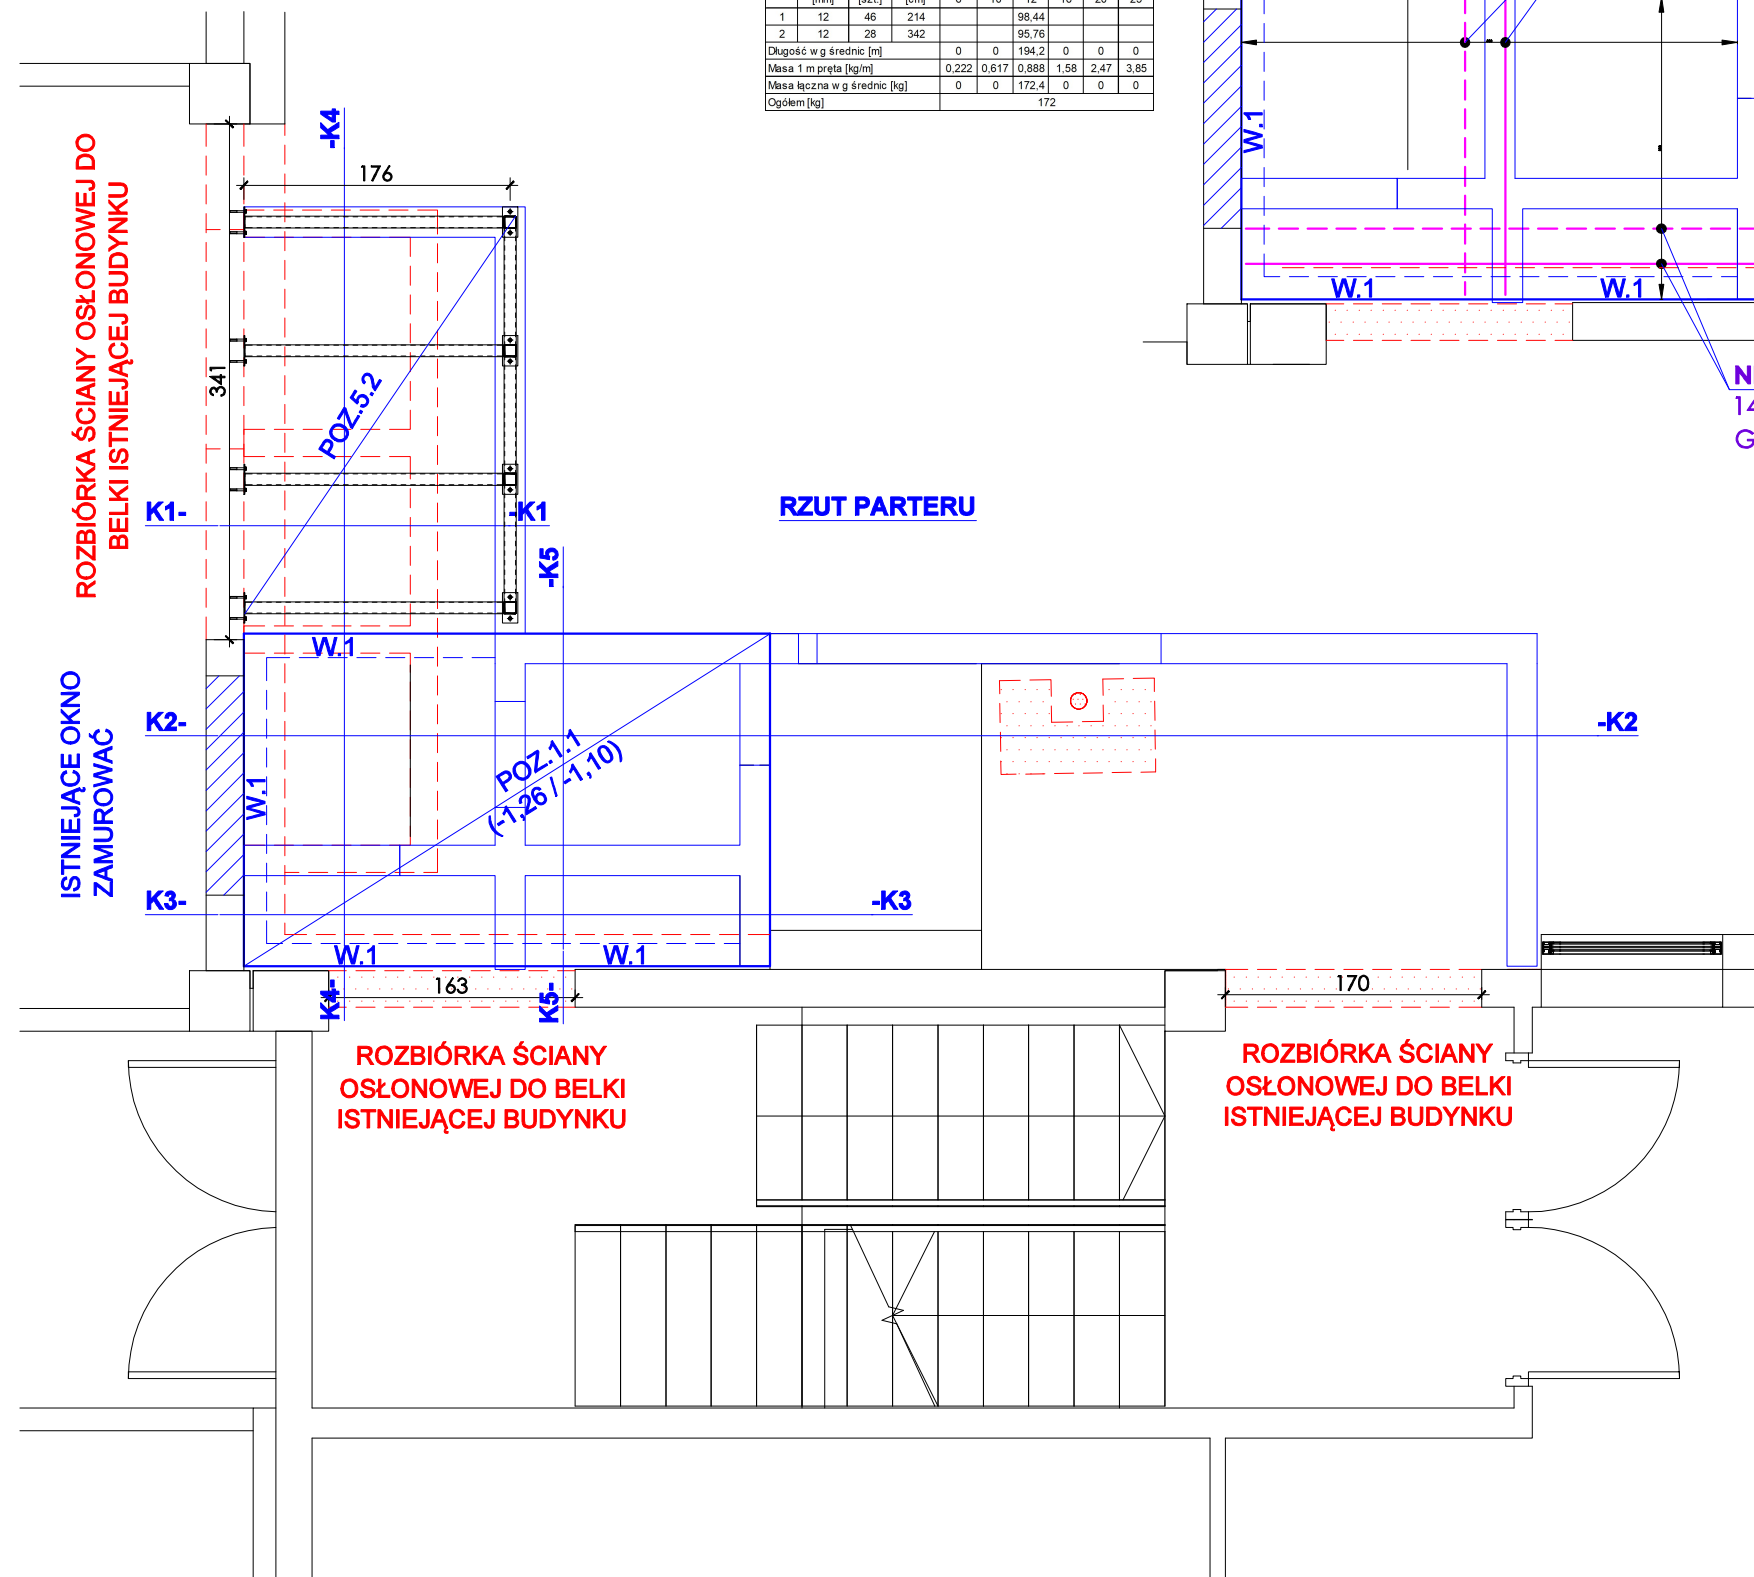 1 12 46 214 98,44
2 12 28 342 95,76
Długość w g średnic [m] 0 0 194,2 0 0 0
Masa 1 m pręta [kg/m] 0,222 0,617 0,888 1,58 2,47 3,85
Masa łączna w g średnic [kg] 0 0 172,4 0 0 0
Ogółem [kg] 172
W.1
W.1
W.1
14
-K4
176
ROZBIÓRKA ŚCIANY OSŁONOWEJ DO
BELKI ISTNIEJĄCEJ BUDYNKU
341
POZ.5.2
K1-
-K1
RZUT PARTERU
-K5
W.1
ISTNIEJĄCE OKNO
ZAMUROWAĆ
K2-
-K2
POZ.1.1
(-1,26 / -1,10)
W.1
K3-
-K3
W.1
W.1
K4-
163
K5-
170
ROZBIÓRKA ŚCIANY
OSŁONOWEJ DO BELKI
ISTNIEJĄCEJ BUDYNKU
ROZBIÓRKA ŚCIANY
OSŁONOWEJ DO BELKI
ISTNIEJĄCEJ BUDYNKU